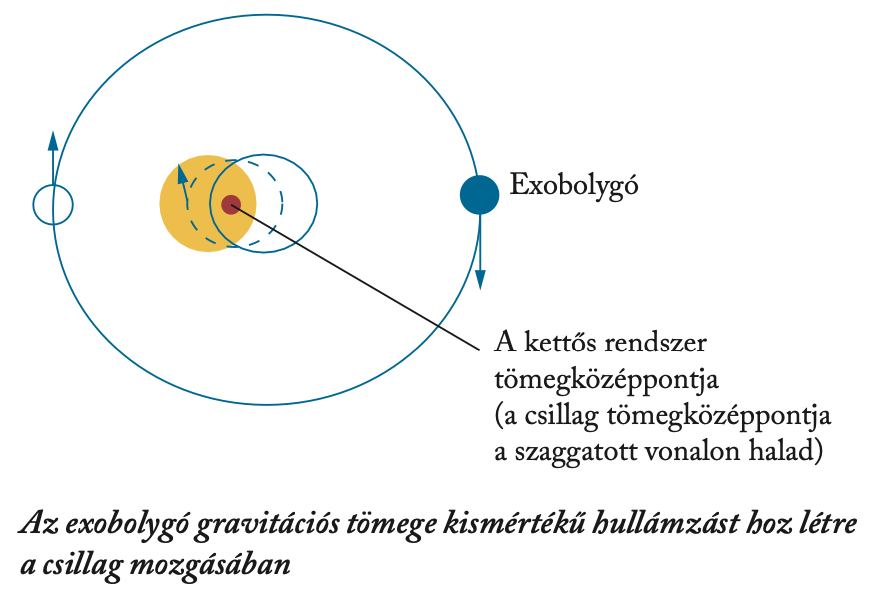 Exobolygó
A kettős rendszer
tömegközéppontja
(a csillag tömegközéppontja
a szaggatott vonalon halad)
Az exobolygó gravitációs tömege kismértékű hullámzást hoz létre
a csillag mozgásában